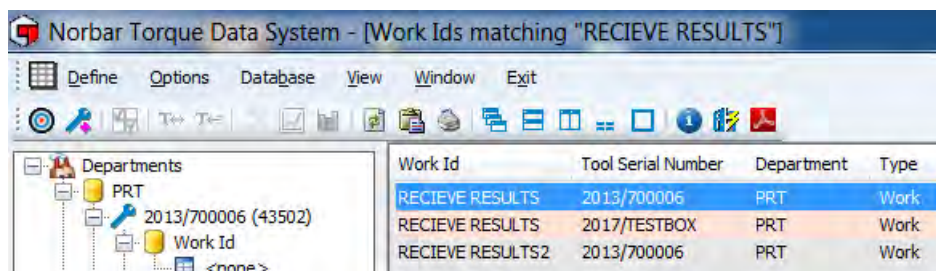 Norbar Torque Data System - [Work Ids matching "RECIEVE RESULTS"]
Define Options Database View Window Exit
Departments
PRT
2013/700006 (43502)
Work Id
<none>
Work Id Tool Serial Number Department Type
RECIEVE RESULTS 2013/700006 PRT Work
RECIEVE RESULTS 2017/TESTBOX PRT Work
RECIEVE RESULTS2 2013/700006 PRT Work